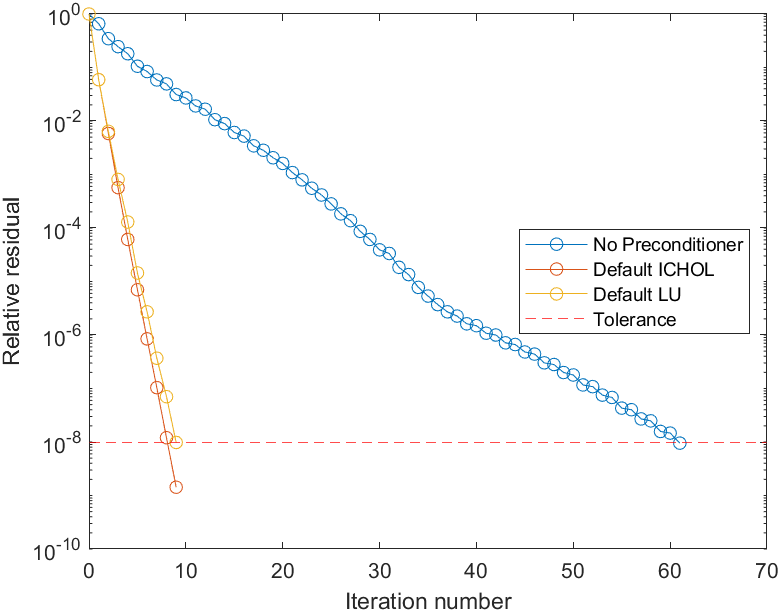 10^0
10^-2
10^-4
10^-6
10^-8
10^-10
Relative residual
No Preconditioner
Default ICHOL
Default LU
Tolerance
0 10 20 30 40 50 60 70
Iteration number